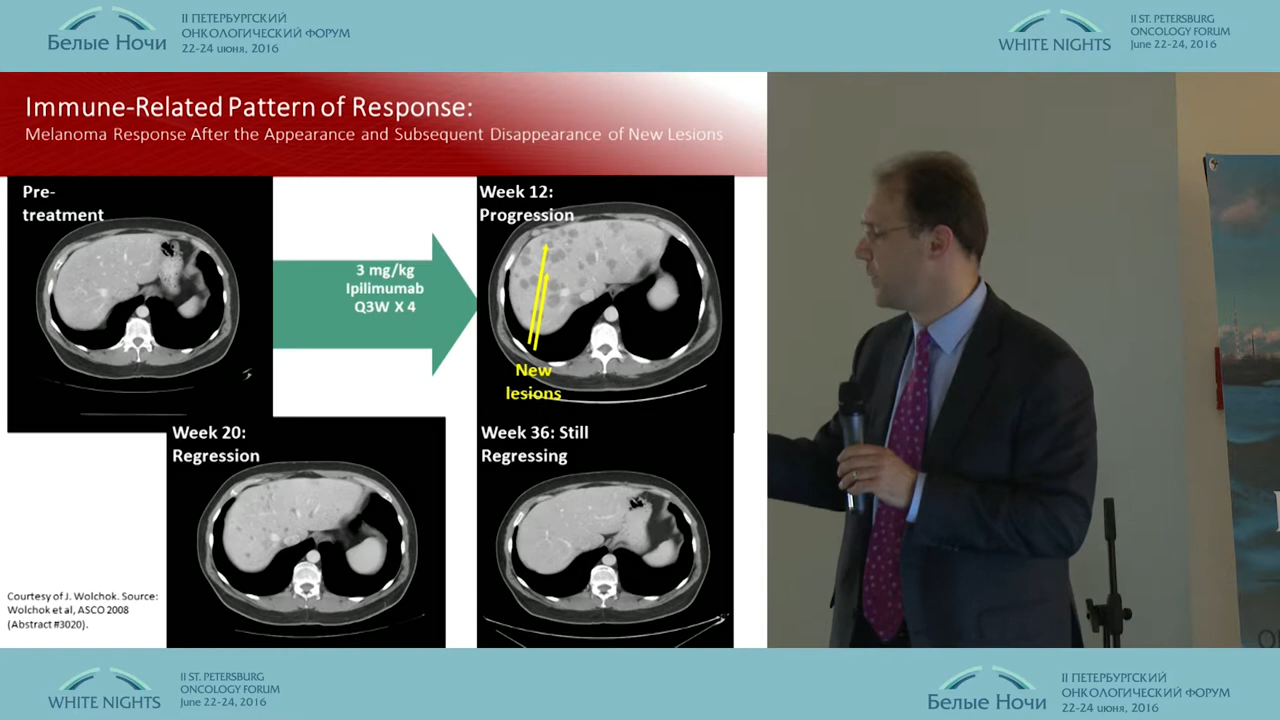 Белые Ночи
II ПЕТЕРБУРГСКИЙ
ОНКОЛОГИЧЕСКИЙ ФОРУМ
22-24 июня, 2016
WHITE NIGHTS
II ST. PETERSBURG
ONCOLOGY FORUM
June 22-24, 2016
Immune-Related Pattern of Response:
Melanoma Response After the Appearance and Subsequent Disappearance of New Lesions
Pre-
treatment
3 mg/kg
Ipilimumab
Q3W X 4
Week 12:
Progression
New
lesions
Week 20:
Regression
Week 36: Still
Regressing
Courtesy of J. Wolchok. Source:
Wolchok et al, ASCO 2008
(Abstract #3020).
WHITE NIGHTS
II ST. PETERSBURG
ONCOLOGY FORUM
June 22-24, 2016
Белые Ночи
II ПЕТЕРБУРГСКИЙ
ОНКОЛОГИЧЕСКИЙ ФОРУМ
22-24 июня, 2016